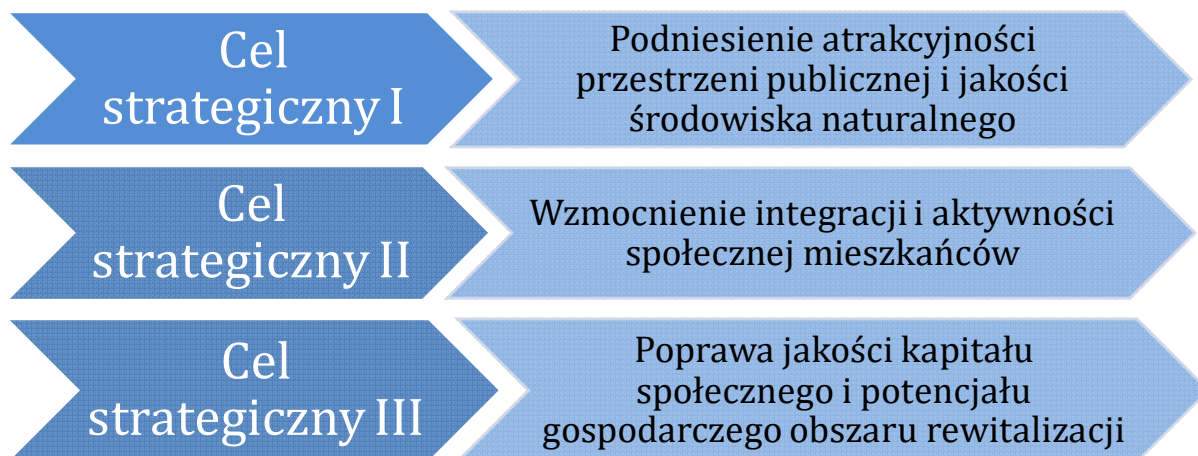 Cel
strategiczny I
Podniesienie atrakcyjności
przestrzeni publicznej i jakości
środowiska naturalnego
Cel
strategiczny II
Wzmocnienie integracji i aktywności
społecznej mieszkańców
Cel
strategiczny III
Poprawa jakości kapitału
społecznego i potencjału
gospodarczego obszaru rewitalizacji